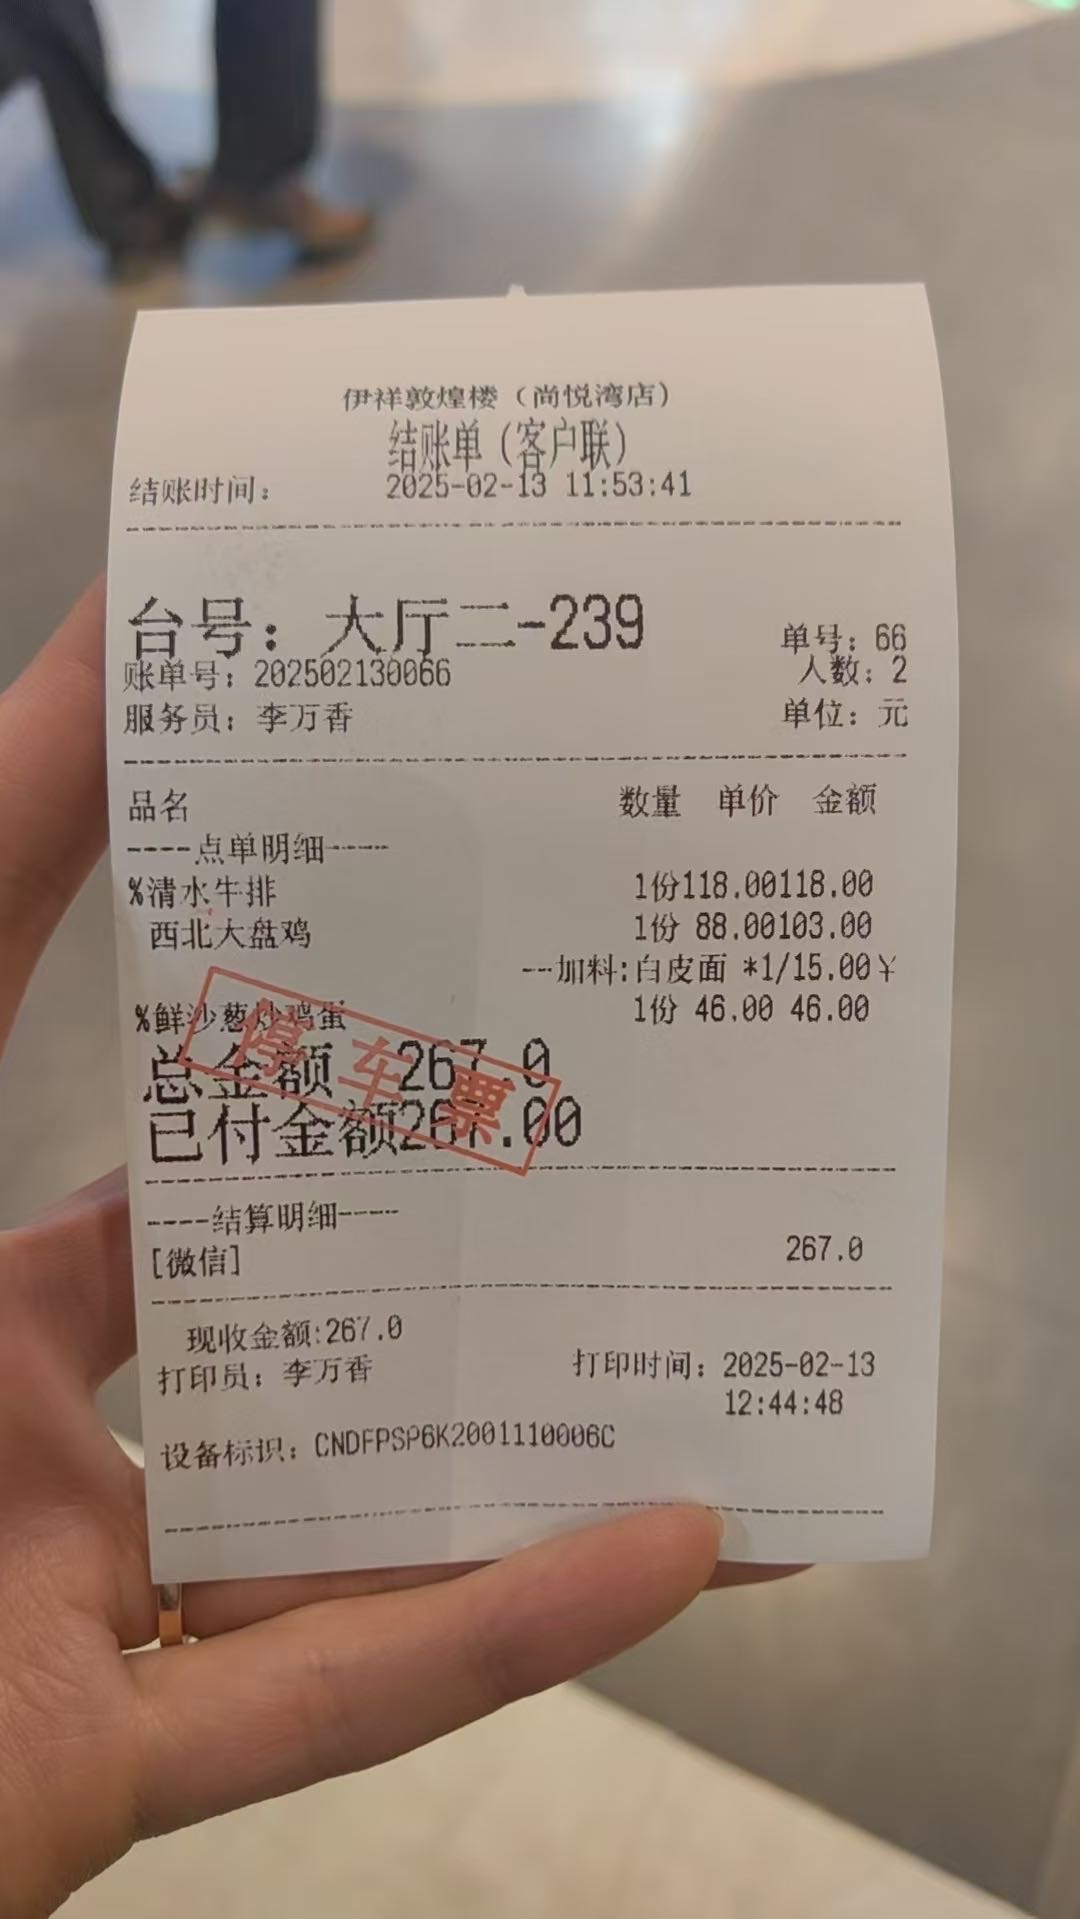 伊祥敦煌楼（尚悦湾店）
结账单（客户联）
结账时间： 2025-02-13 11:53:41
台号：大厅二-239 单号：66
账单号：202502130066 人数：2
服务员：李万香 单位：元
品名 数量 单价 金额
----点单明细----
%清水牛排 1份118.00118.00
西北大盘鸡 1份 88.00103.00
---加料:白皮面 *1/15.00￥
%鲜沙葱炒鸡蛋 1份 46.00 46.00
总金额 267.0
已付金额267.00
停车票
----结算明细----
[微信] 267.0
现收金额:267.0
打印员：李万香 打印时间：2025-02-13
12:44:48
设备标识：CNDFPSP6K2001110006C